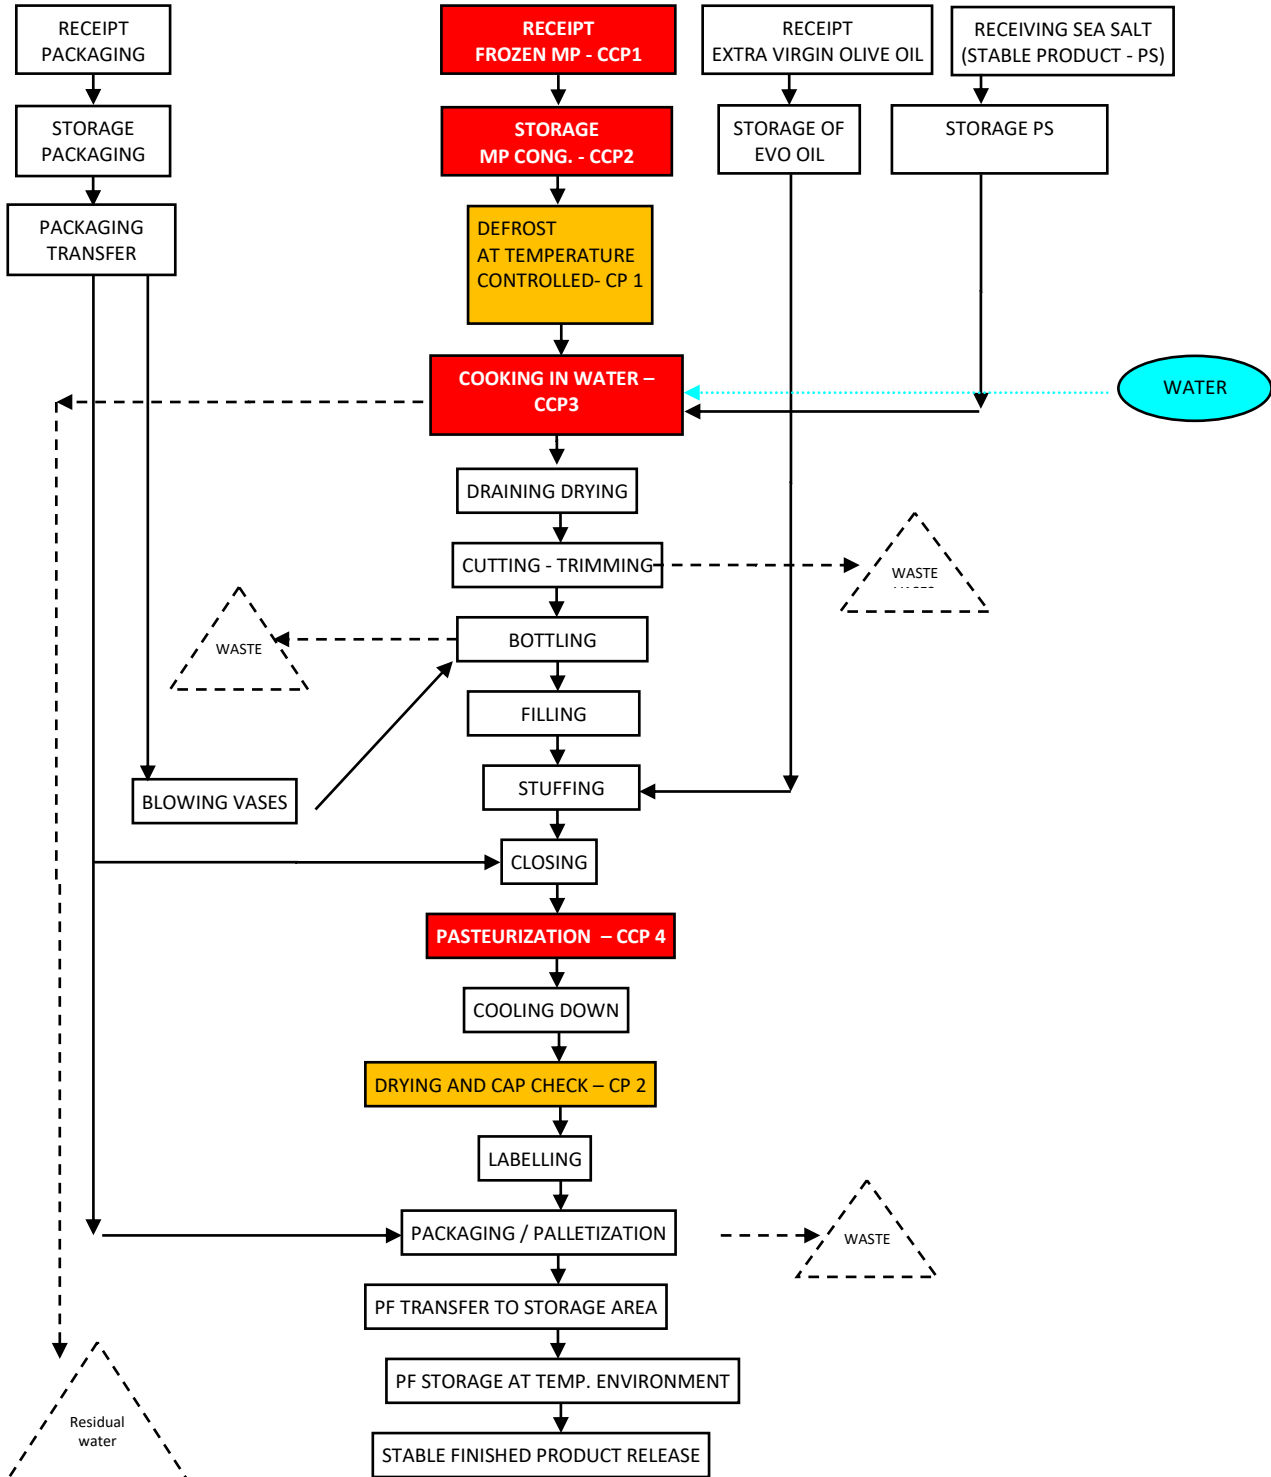 RECEIPT
PACKAGING
RECEIPT
FROZEN MP - CCP1
RECEIPT
EXTRA VIRGIN OLIVE OIL
RECEIVING SEA SALT
(STABLE PRODUCT - PS)
STORAGE
PACKAGING
STORAGE
MP CONG. - CCP2
STORAGE OF
EVO OIL
STORAGE PS
PACKAGING
TRANSFER
DEFROST
AT TEMPERATURE
CONTROLLED- CP 1
COOKING IN WATER –
CCP3
WATER
DRAINING DRYING
CUTTING - TRIMMING
WASTE
BOTTLING
WASTE
FILLING
STUFFING
BLOWING VASES
CLOSING
PASTEURIZATION – CCP 4
COOLING DOWN
DRYING AND CAP CHECK – CP 2
LABELLING
PACKAGING / PALLETIZATION
WASTE
PF TRANSFER TO STORAGE AREA
PF STORAGE AT TEMP. ENVIRONMENT
Residual
water
STABLE FINISHED PRODUCT RELEASE